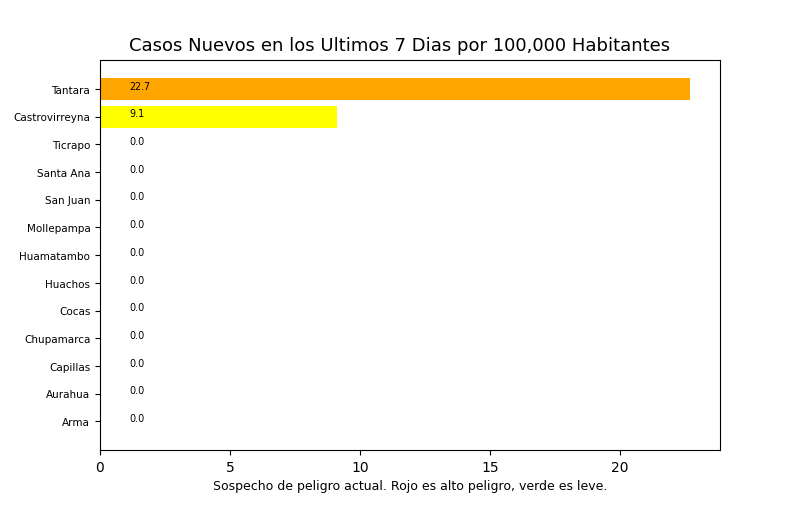 Casos Nuevos en los Ultimos 7 Dias por 100,000 Habitantes
Tantara 22.7
Castrovirreyna 9.1
Ticrapo 0.0
Santa Ana 0.0
San Juan 0.0
Mollepampa 0.0
Huamatambo 0.0
Huachos 0.0
Cocas 0.0
Chupamarca 0.0
Capillas 0.0
Aurahua 0.0
Arma 0.0
0 5 10 15 20
Sospecho de peligro actual. Rojo es alto peligro, verde es leve.